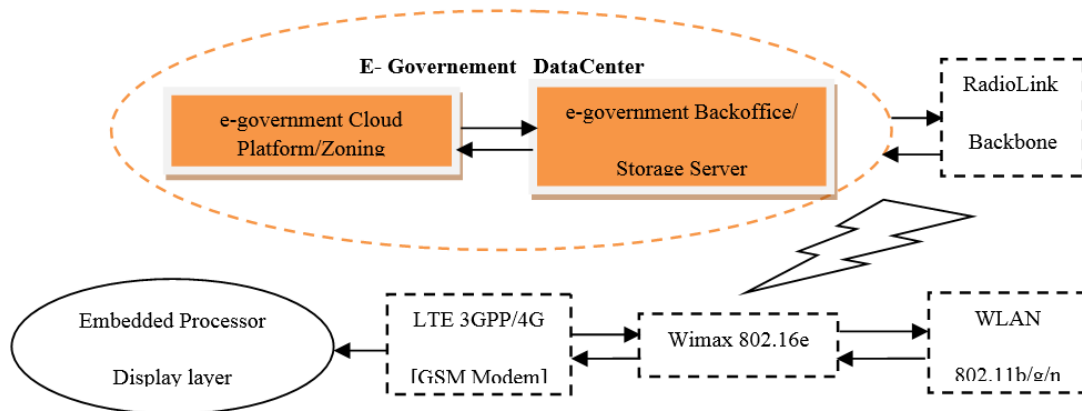 E- Governement DataCenter
e-government Cloud
Platform/Zoning
e-government Backoffice/
Storage Server
RadioLink
Backbone
Embedded Processor
Display layer
LTE 3GPP/4G
[GSM Modem]
Wimax 802.16e
WLAN
802.11b/g/n